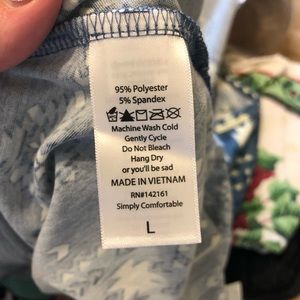 95% Polyester
5% Spandex
Machine Wash Cold
Gently Cycle
Do Not Bleach
Hang Dry
or you'll be sad
MADE IN VIETNAM
RN#142161
Simply Comfortable
L